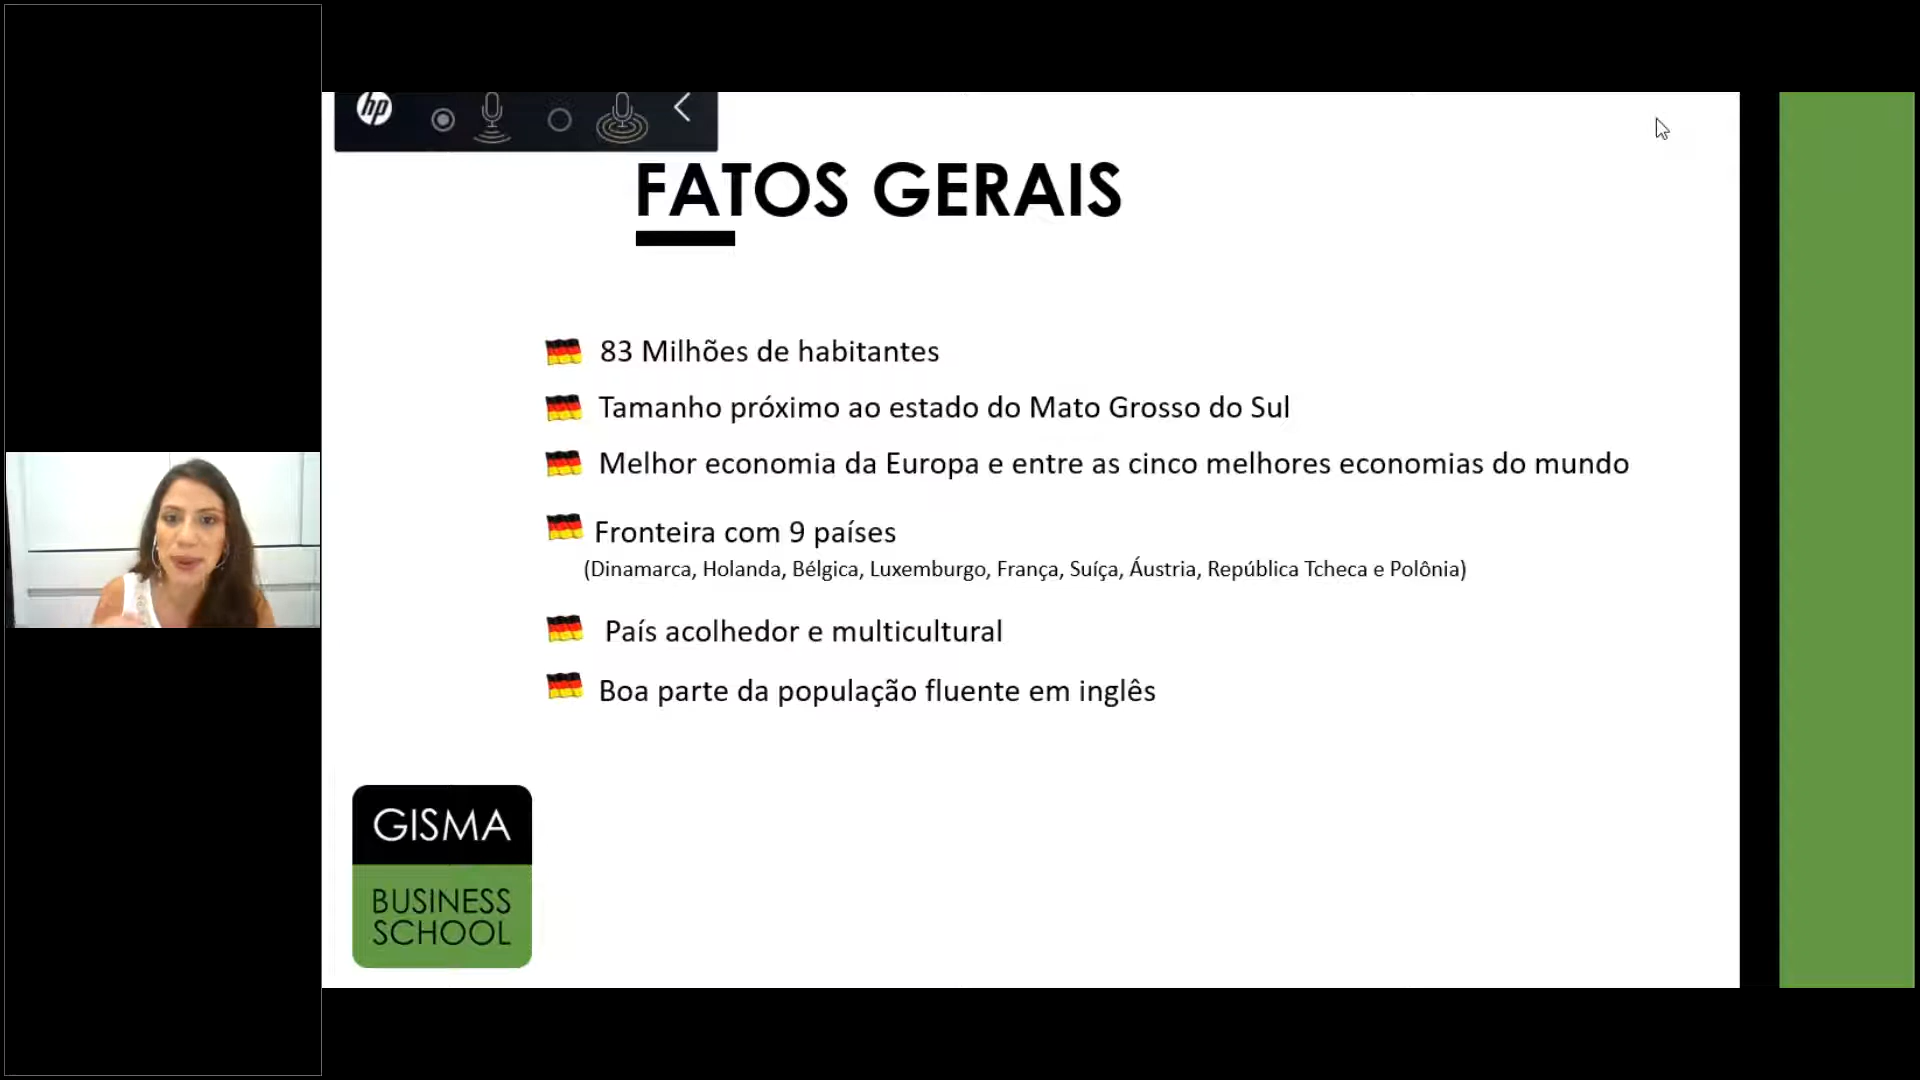 hp
FATOS GERAIS
83 Milhões de habitantes
Tamanho próximo ao estado do Mato Grosso do Sul
Melhor economia da Europa e entre as cinco melhores economias do mundo
Fronteira com 9 países
(Dinamarca, Holanda, Bélgica, Luxemburgo, França, Suíça, Áustria, República Tcheca e Polônia)
País acolhedor e multicultural
Boa parte da população fluente em inglês
GISMA
BUSINESS
SCHOOL